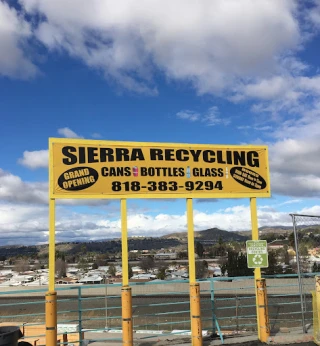 SIERRA RECYCLING
GRAND
OPENING
CANS BOTTLES GLASS
818-383-9294